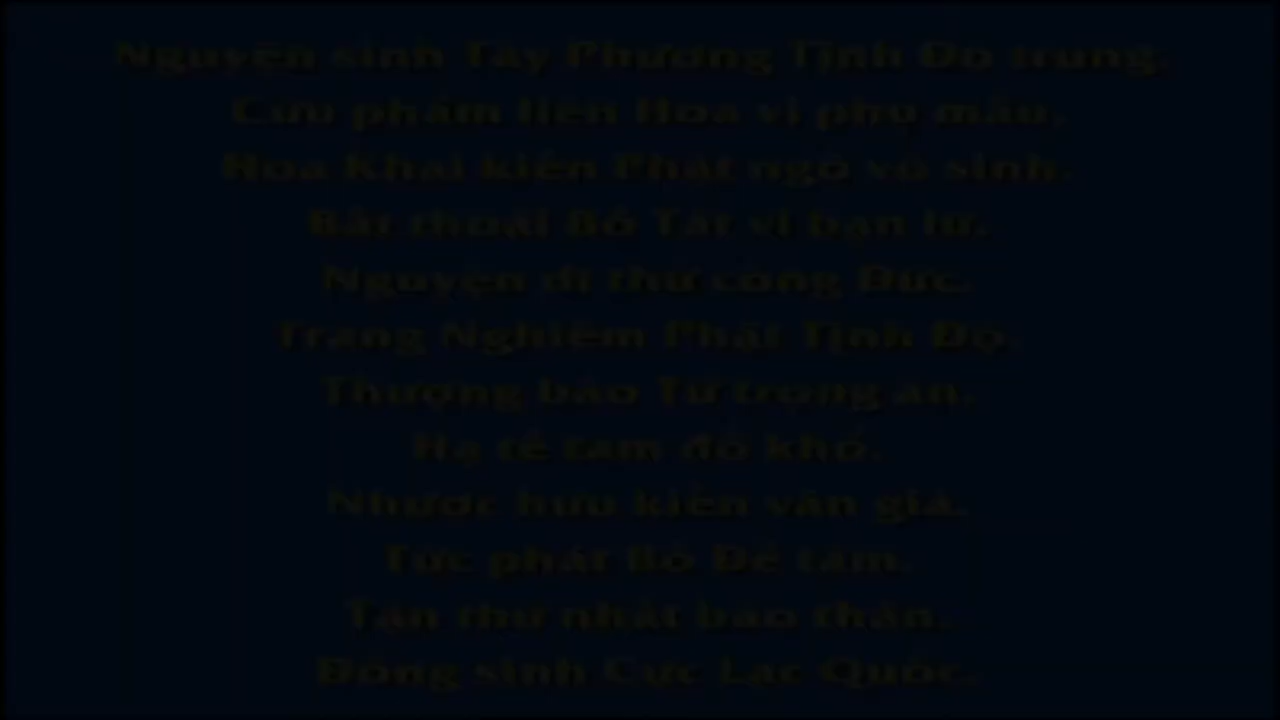 Nguyện sinh Tây Phương Tịnh Độ trung.
Cửu phẩm liên Hoa vi phụ mẫu.
Hoa Khai kiến Phật ngộ vô sinh.
Bất thoái Bồ Tát vi bạn lữ.
Nguyện dĩ thử công Đức.
Trang Nghiêm Phật Tịnh Độ.
Thượng báo Tứ trọng ân.
Hạ tế tam đồ khổ.
Nhược hữu kiến văn giả.
Tức phát Bồ Đề tâm.
Tận thử nhất báo thân.
Đồng sinh Cực Lạc Quốc.